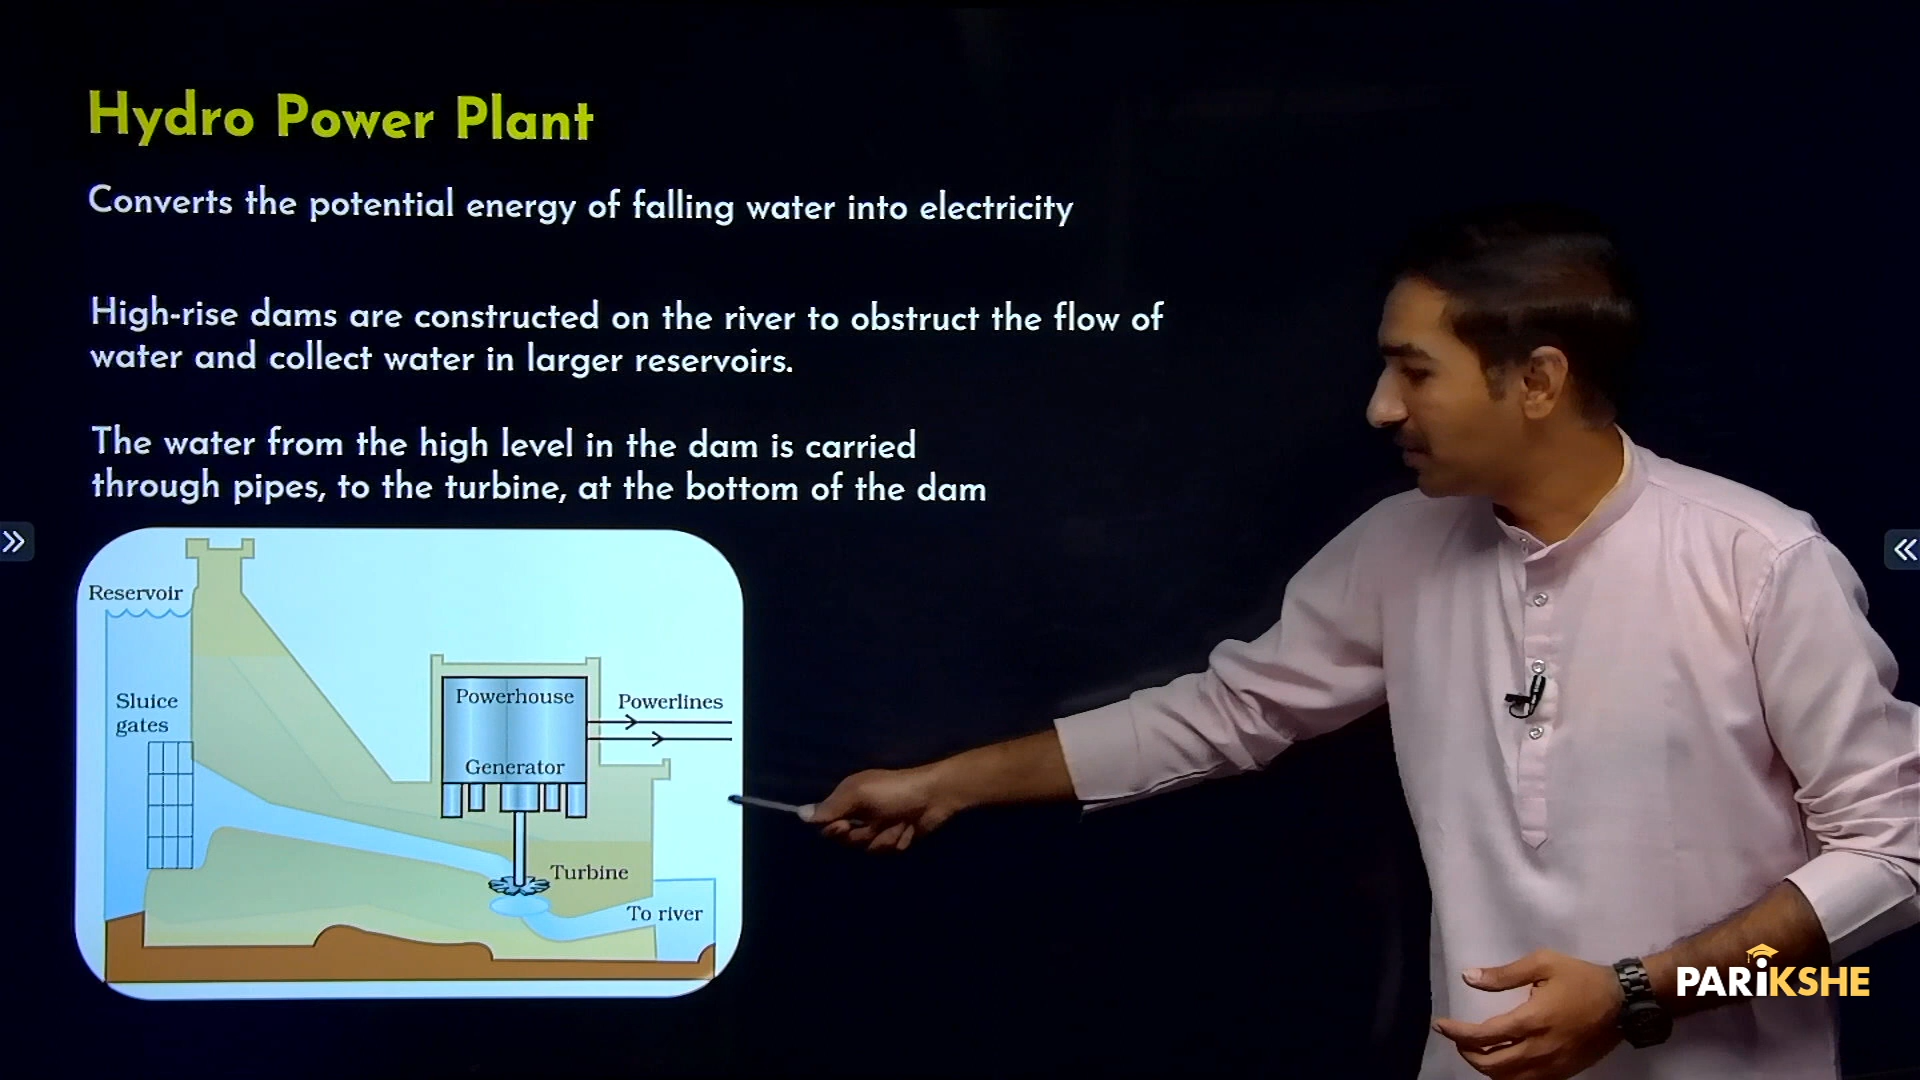 Hydro Power Plant
Converts the potential energy of falling water into electricity
High-rise dams are constructed on the river to obstruct the flow of
water and collect water in larger reservoirs.
The water from the high level in the dam is carried
through pipes, to the turbine, at the bottom of the dam
Reservoir
Sluice
gates
Powerhouse
Generator
Powerlines
Turbine
To river
PARiKSHE